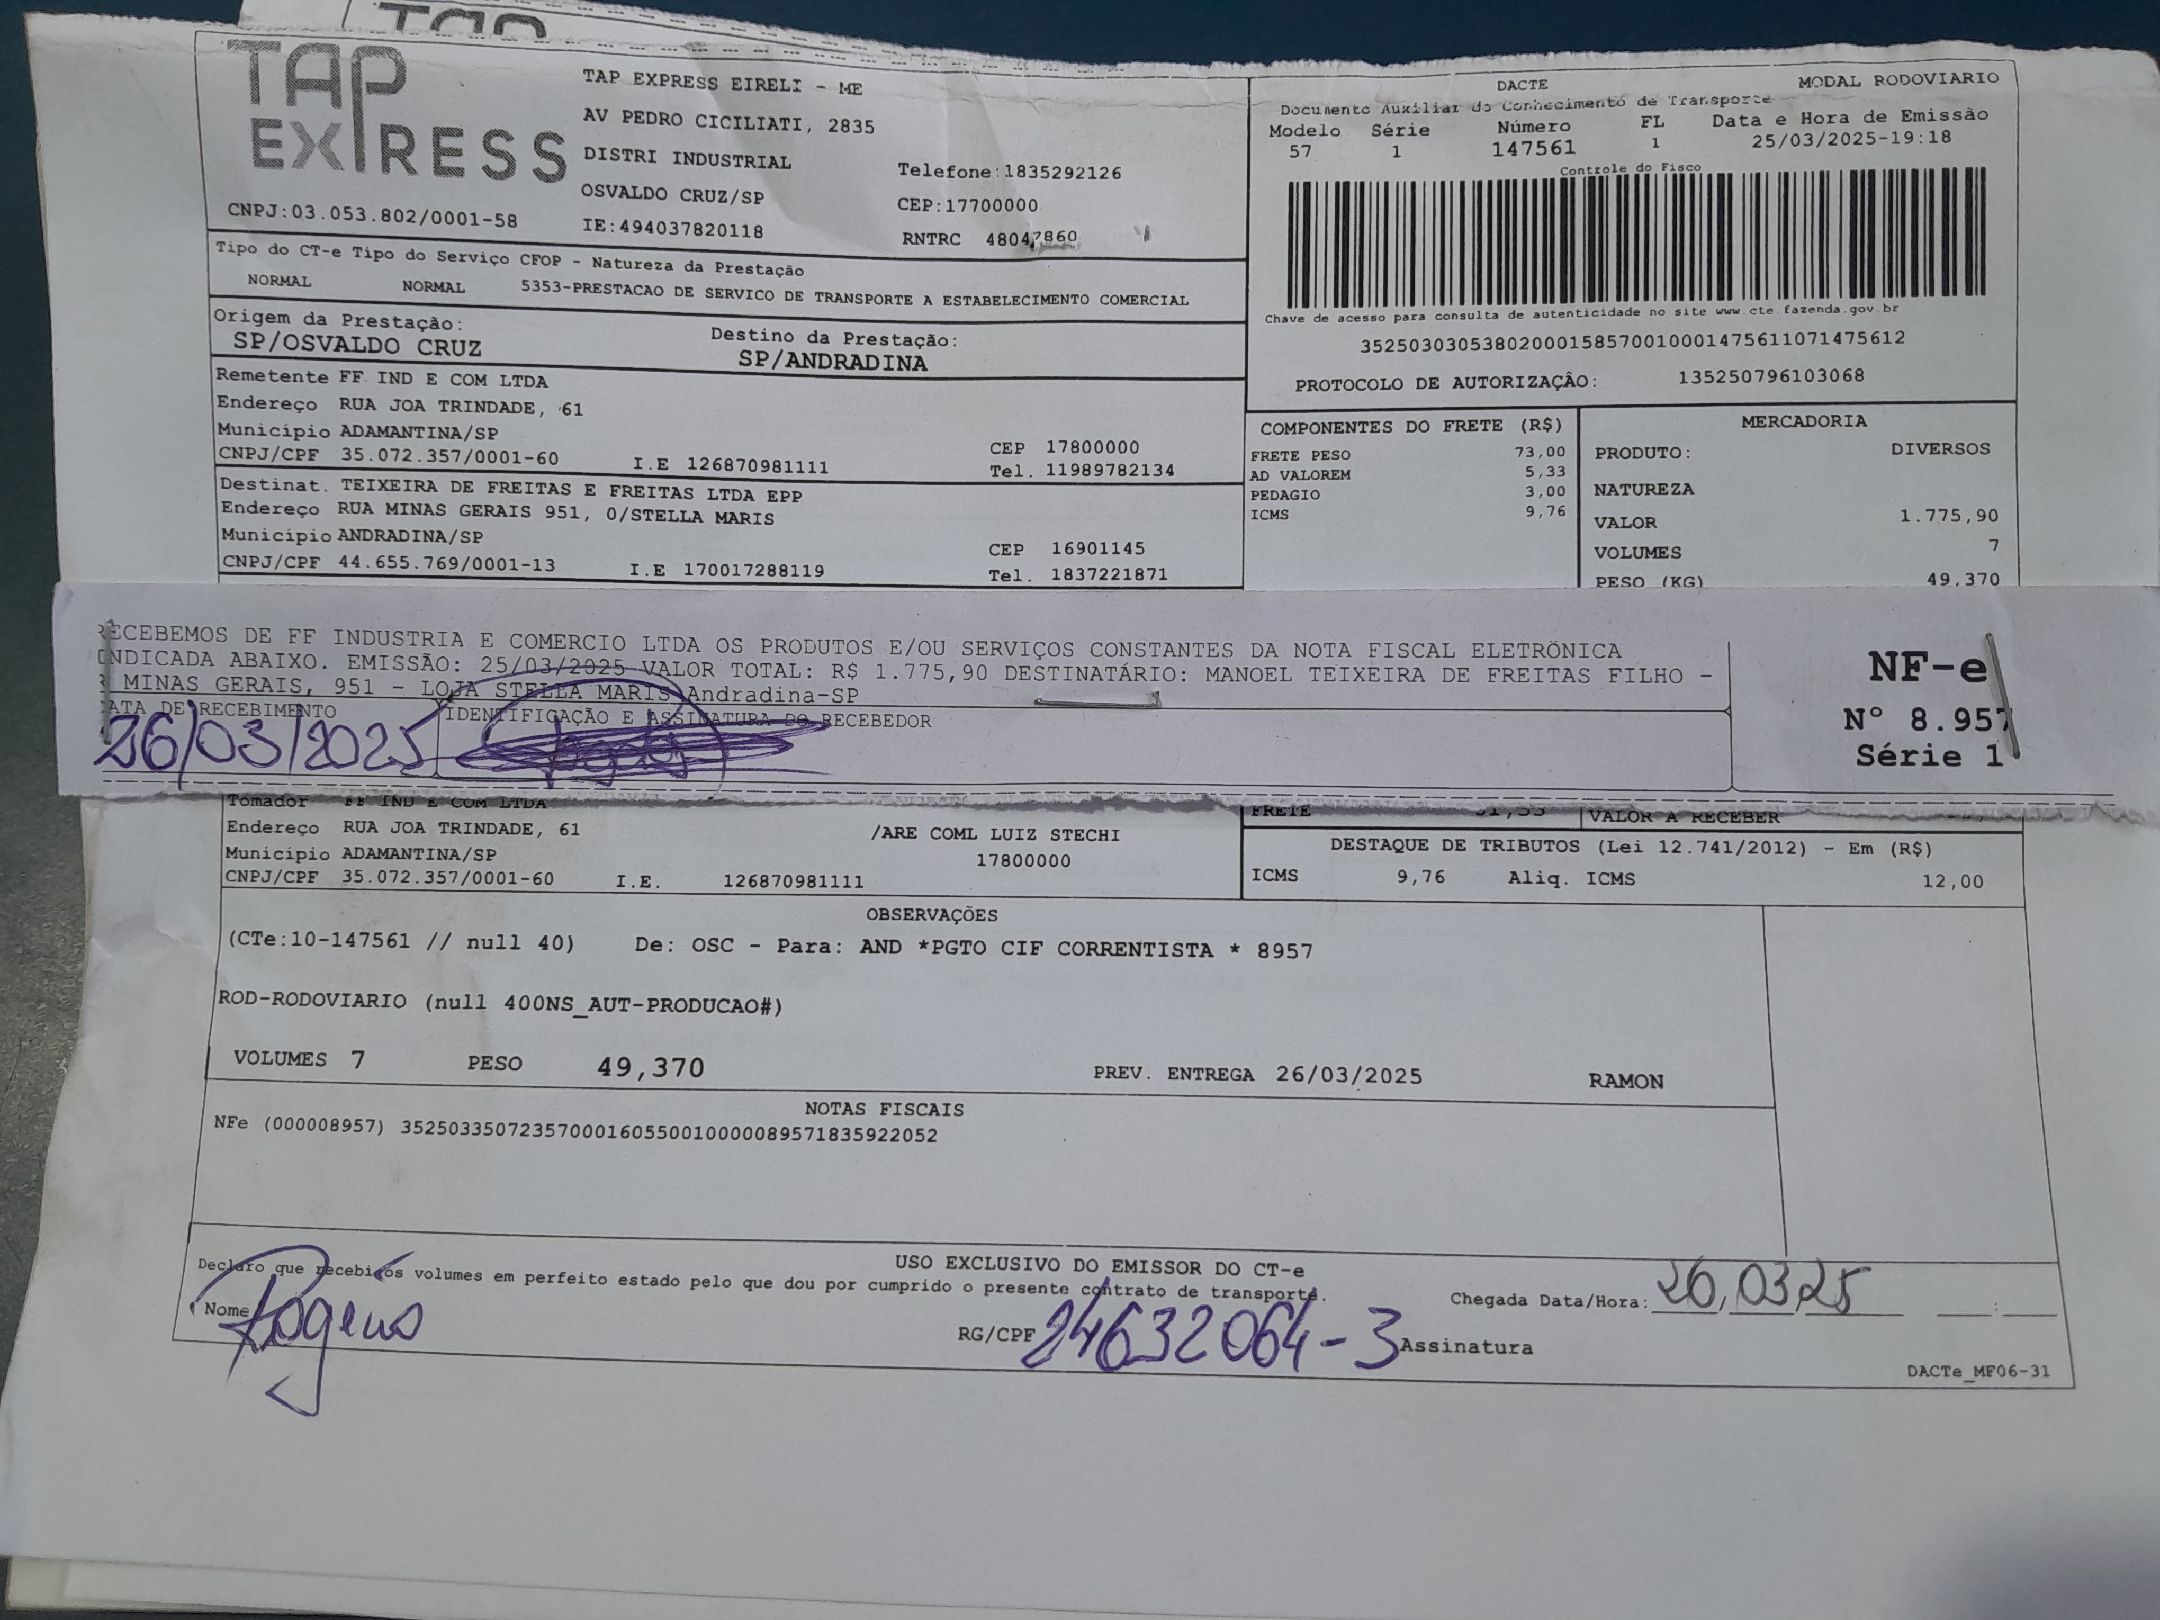 TAP
TAP EXPRESS
TAP EXPRESS EIRELI - ME
AV PEDRO CICILIATI, 2835
DISTRI INDUSTRIAL
Telefone:1835292126
OSVALDO CRUZ/SP
CEP:17700000
CNPJ:03.053.802/0001-58
IE:494037820118
RNTRC 48047860
DACTE MODAL RODOVIARIO
Documento Auxiliar do Conhecimento de Transporte
Modelo Série Número FL Data e Hora de Emissão
57 1 147561 1 25/03/2025-19:18
Controle do Fisco
Chave de acesso para consulta de autenticidade no site www.cte.fazenda.gov.br
35250303053802000158570010001475611071475612
PROTOCOLO DE AUTORIZAÇÃO: 135250796103068
Tipo do CT-e Tipo do Serviço CFOP - Natureza da Prestação
NORMAL NORMAL 5353-PRESTACAO DE SERVICO DE TRANSPORTE A ESTABELECIMENTO COMERCIAL
Origem da Prestação: Destino da Prestação:
SP/OSVALDO CRUZ SP/ANDRADINA
Remetente FF IND E COM LTDA
Endereço RUA JOA TRINDADE, 61
Município ADAMANTINA/SP CEP 17800000
CNPJ/CPF 35.072.357/0001-60 I.E 126870981111 Tel. 11989782134
Destinat. TEIXEIRA DE FREITAS E FREITAS LTDA EPP
Endereço RUA MINAS GERAIS 951, 0/STELLA MARIS
Município ANDRADINA/SP CEP 16901145
CNPJ/CPF 44.655.769/0001-13 I.E 170017288119 Tel. 1837221871
COMPONENTES DO FRETE (R$)
FRETE PESO 73,00
AD VALOREM 5,33
PEDAGIO 3,00
ICMS 9,76
MERCADORIA
PRODUTO: DIVERSOS
NATUREZA
VALOR 1.775,90
VOLUMES 7
PESO (KG) 49,370
RECEBEMOS DE FF INDUSTRIA E COMERCIO LTDA OS PRODUTOS E/OU SERVIÇOS CONSTANTES DA NOTA FISCAL ELETRÔNICA
INDICADA ABAIXO. EMISSÃO: 25/03/2025 VALOR TOTAL: R$ 1.775,90 DESTINATÁRIO: MANOEL TEIXEIRA DE FREITAS FILHO -
R MINAS GERAIS, 951 - LOJA STELLA MARIS Andradina-SP
DATA DE RECEBIMENTO IDENTIFICAÇÃO E ASSINATURA DO RECEBEDOR
26/03/2025
NF-e
Nº 8.957
Série 1
Tomador FF IND E COM LTDA
Endereço RUA JOA TRINDADE, 61 /ARE COML LUIZ STECHI
Município ADAMANTINA/SP 17800000
CNPJ/CPF 35.072.357/0001-60 I.E. 126870981111
FRETE VALOR A RECEBER
DESTAQUE DE TRIBUTOS (Lei 12.741/2012) - Em (R$)
ICMS 9,76 Aliq. ICMS 12,00
OBSERVAÇÕES
(CTe:10-147561 // null 40) De: OSC - Para: AND *PGTO CIF CORRENTISTA * 8957
ROD-RODOVIARIO (null 400NS_AUT-PRODUCAO#)
VOLUMES 7 PESO 49,370 PREV. ENTREGA 26/03/2025 RAMON
NOTAS FISCAIS
NFe (000008957) 35250335072357000160550010000089571835922052
USO EXCLUSIVO DO EMISSOR DO CT-e
Declaro que recebi os volumes em perfeito estado pelo que dou por cumprido o presente contrato de transporte.
Chegada Data/Hora: 26,03,25 :
Nome Rogério RG/CPF 24632064-3 Assinatura
DACTe_MF06-31